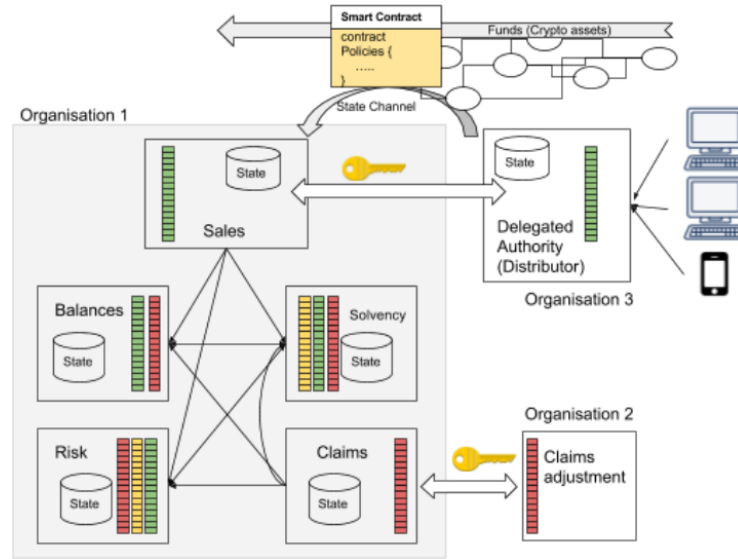 Smart Contract
contract
Policies {
.....
}
Funds (Crypto assets)
State Channel
Organisation 1
State
Sales
State
Delegated
Authority
(Distributor)
Organisation 3
Balances
State
Solvency
State
Risk
State
Claims
State
Organisation 2
Claims
adjustment